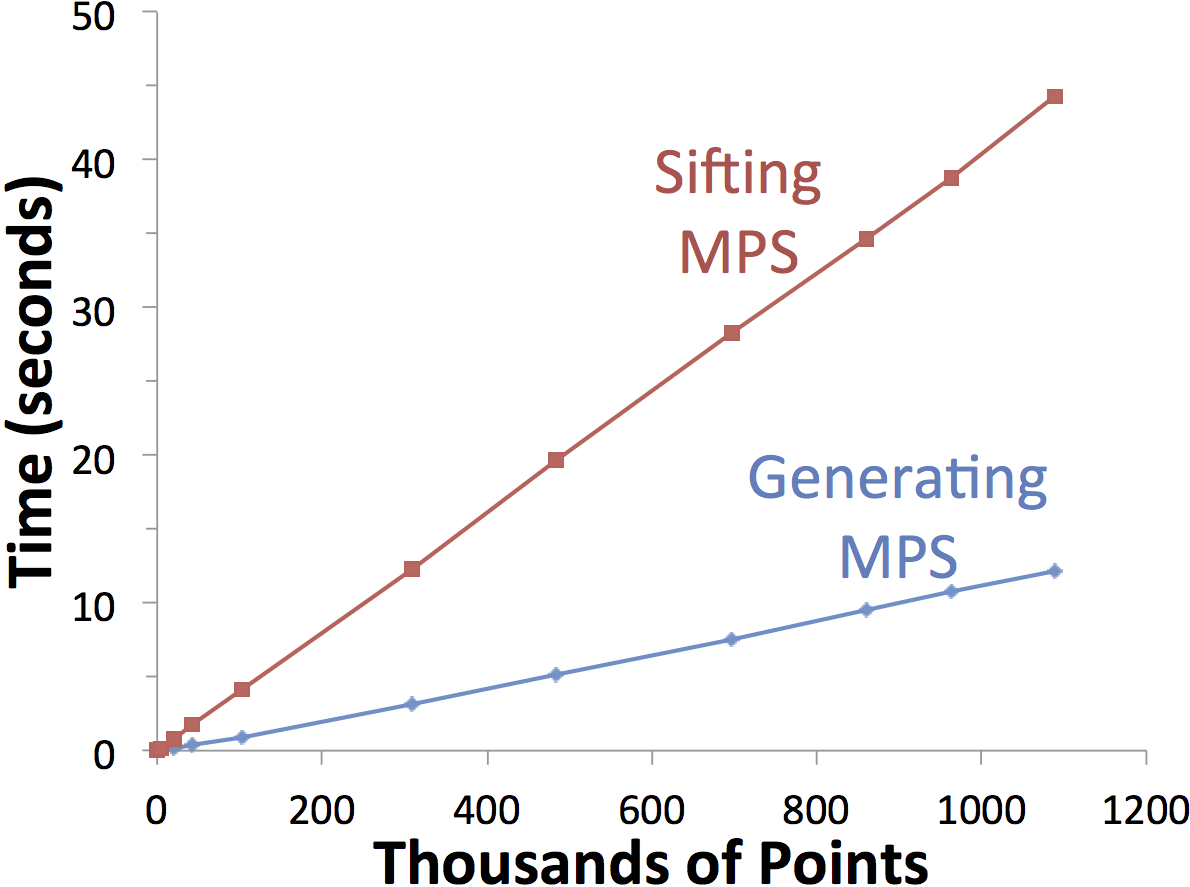 50
40
30
20
10
0
Time (seconds)
Sifting
MPS
Generating
MPS
0 200 400 600 800 1000 1200
Thousands of Points